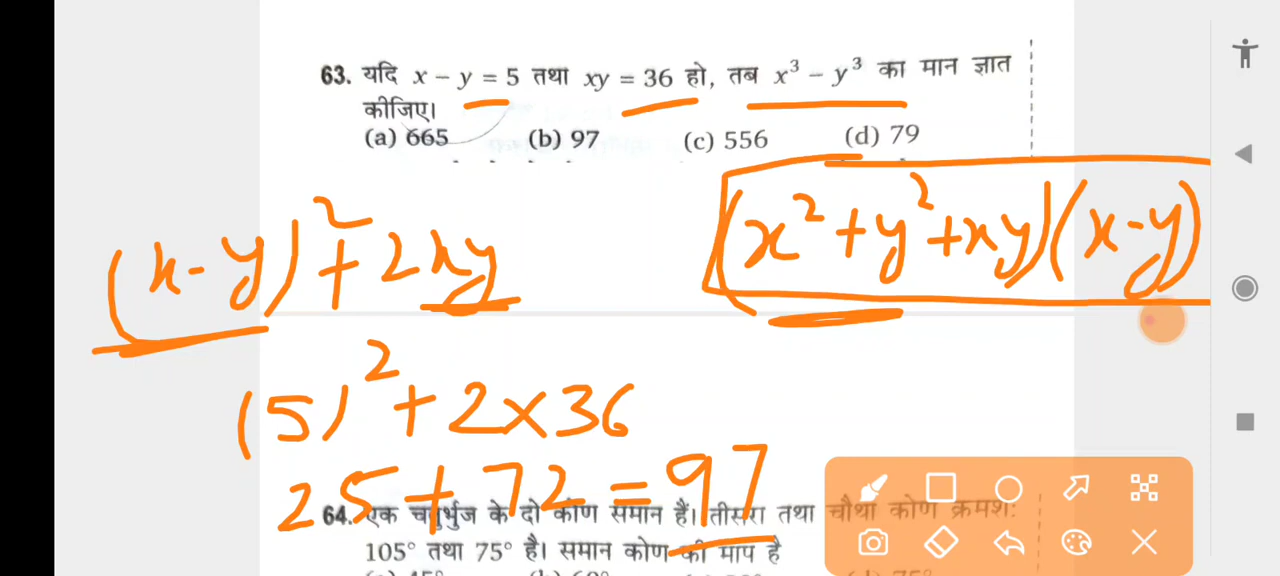 63. यदि x - y = 5 तथा xy = 36 हो, तब x³ - y³ का मान ज्ञात
कीजिए।
(a) 665 (b) 97 (c) 556 (d) 79
(x-y)²+2xy
(x²+y²+xy)(x-y)
(5)²+2×36
25+72=97
64. एक चतुर्भुज के दो कोण समान हैं। तीसरा तथा चौथा कोण क्रमश:
105° तथा 75° है। समान कोण की माप है